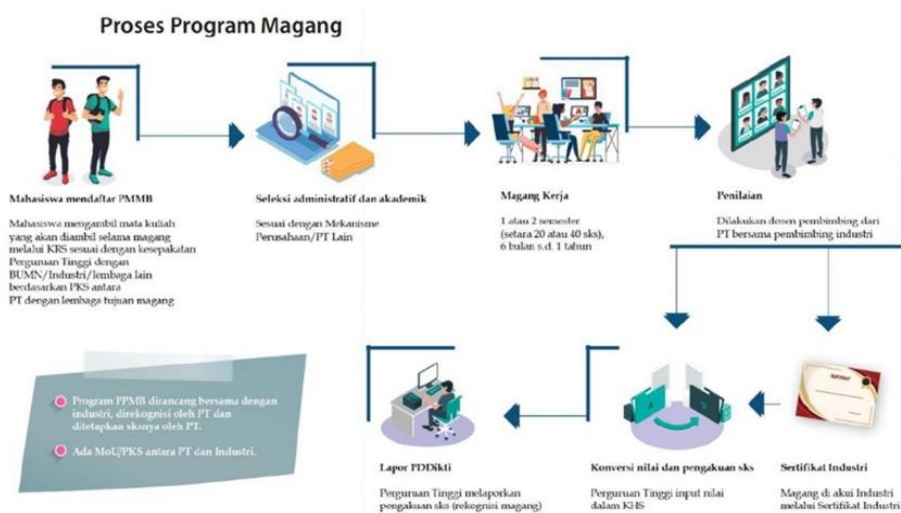 Proses Program Magang
Mahasiswa mendaftar PMMB
Mahasiswa mengambil mata kuliah
yang akan diambil selama magang
melalui KRS sesuai dengan kesepakatan
Perguruan Tinggi dengan
BUMN/Industri/lembaga lain
berdasarkan PKS antara
PT dengan lembaga tujuan magang
Seleksi administratif dan akademik
Sesuai dengan Mekanisme
Perusahaan/PT Lain
Magang Kerja
1 atau 2 semester
(setara 20 atau 40 sks),
6 bulan s.d. 1 tahun
Penilaian
Dilakukan dosen pembimbing dari
PT bersama pembimbing industri
Program PPMB dirancang bersama dengan
industri, direkognisi oleh PT dan
ditetapkan sksnya oleh PT.
Ada MoU/PKS antara PT dan Industri.
Lapor PDDikti
Perguruan Tinggi melaporkan
pengakuan sks (rekognisi magang)
Konversi nilai dan pengakuan sks
Perguruan Tinggi input nilai
dalam KHS
Sertifikat Industri
Magang di akui Industri
melalui Sertifikat Industri